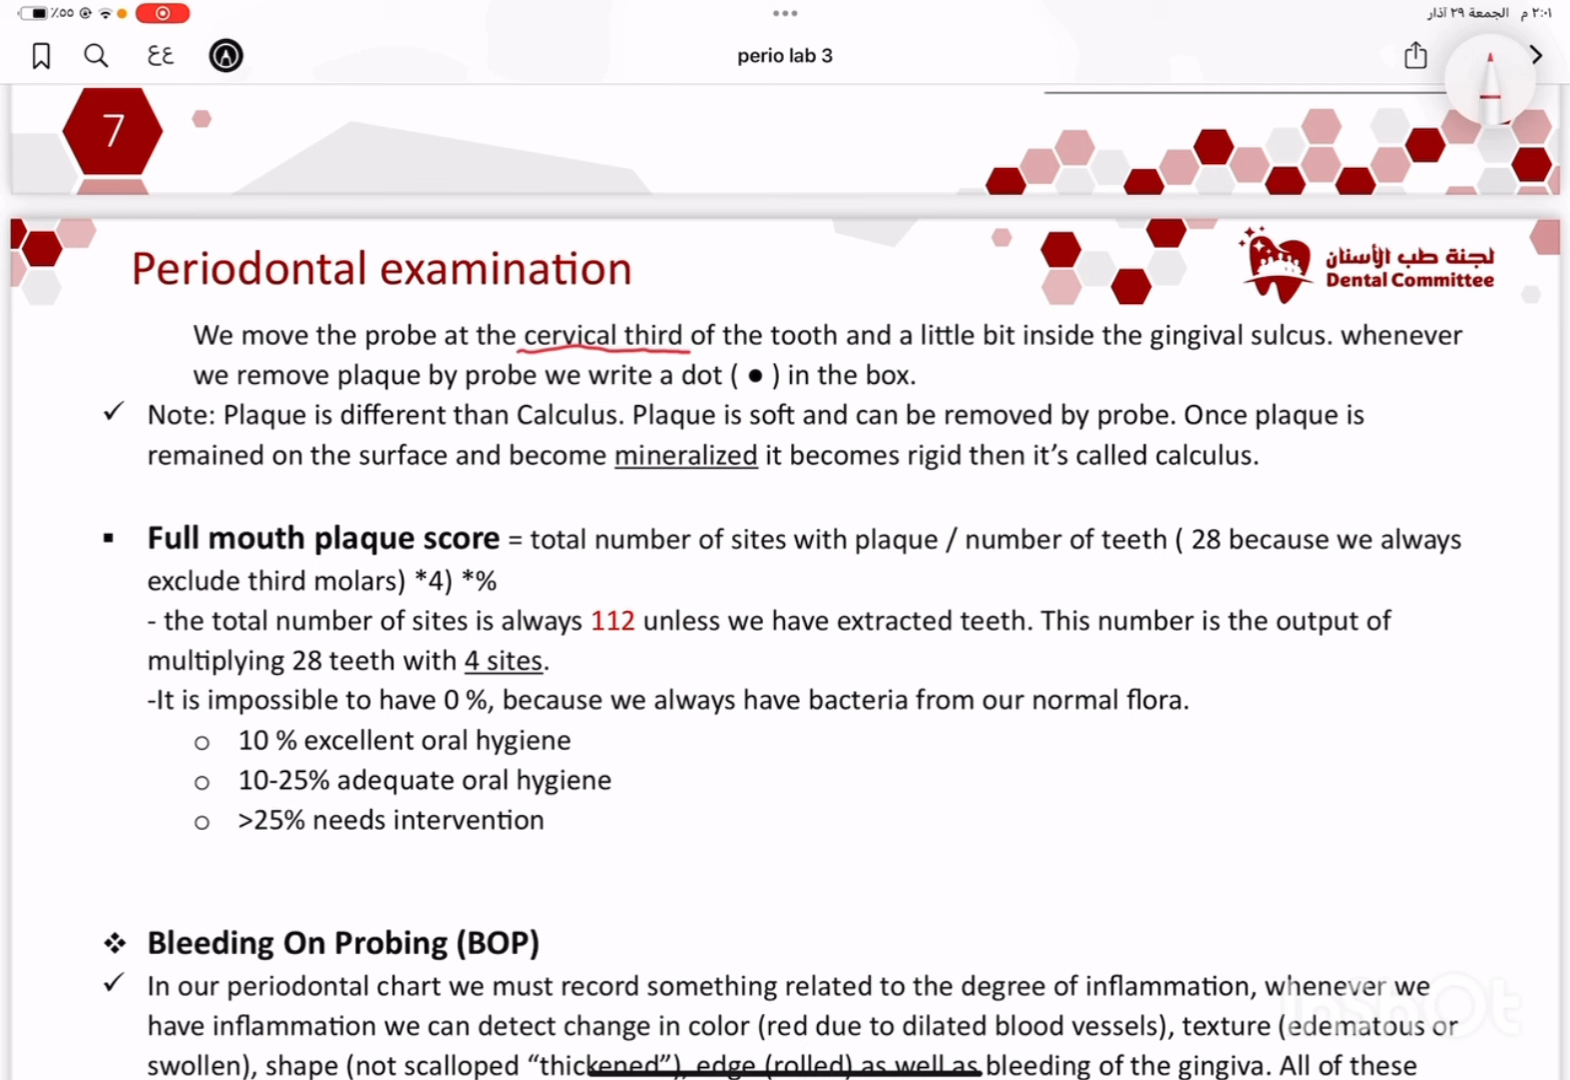 ٪٥٥
٢:٠١ م الجمعة ٢٩ آذار
ﻋﻋ
perio lab 3
7
Periodontal examination
لجنة طب الأسنان
Dental Committee
We move the probe at the cervical third of the tooth and a little bit inside the gingival sulcus. whenever
we remove plaque by probe we write a dot ( ● ) in the box.
✓ Note: Plaque is different than Calculus. Plaque is soft and can be removed by probe. Once plaque is
remained on the surface and become mineralized it becomes rigid then it’s called calculus.
▪ Full mouth plaque score = total number of sites with plaque / number of teeth ( 28 because we always
exclude third molars) *4) *%
- the total number of sites is always 112 unless we have extracted teeth. This number is the output of
multiplying 28 teeth with 4 sites.
-It is impossible to have 0 %, because we always have bacteria from our normal flora.
o 10 % excellent oral hygiene
o 10-25% adequate oral hygiene
o >25% needs intervention
❖ Bleeding On Probing (BOP)
✓ In our periodontal chart we must record something related to the degree of inflammation, whenever we
have inflammation we can detect change in color (red due to dilated blood vessels), texture (edematous or
swollen), shape (not scalloped “thickened”), edge (rolled) as well as bleeding of the gingiva. All of these
InShOt